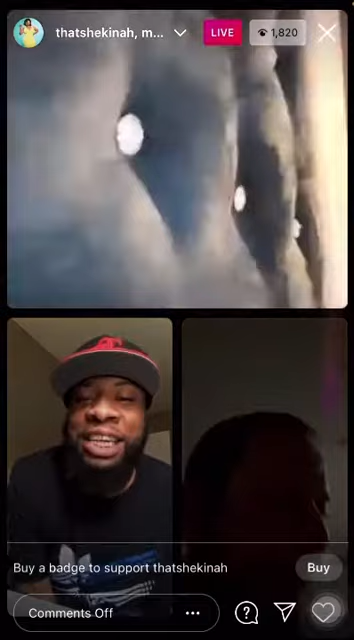 thatshekinah, m...
LIVE
1,820
Buy a badge to support thatshekinah
Buy
Comments Off